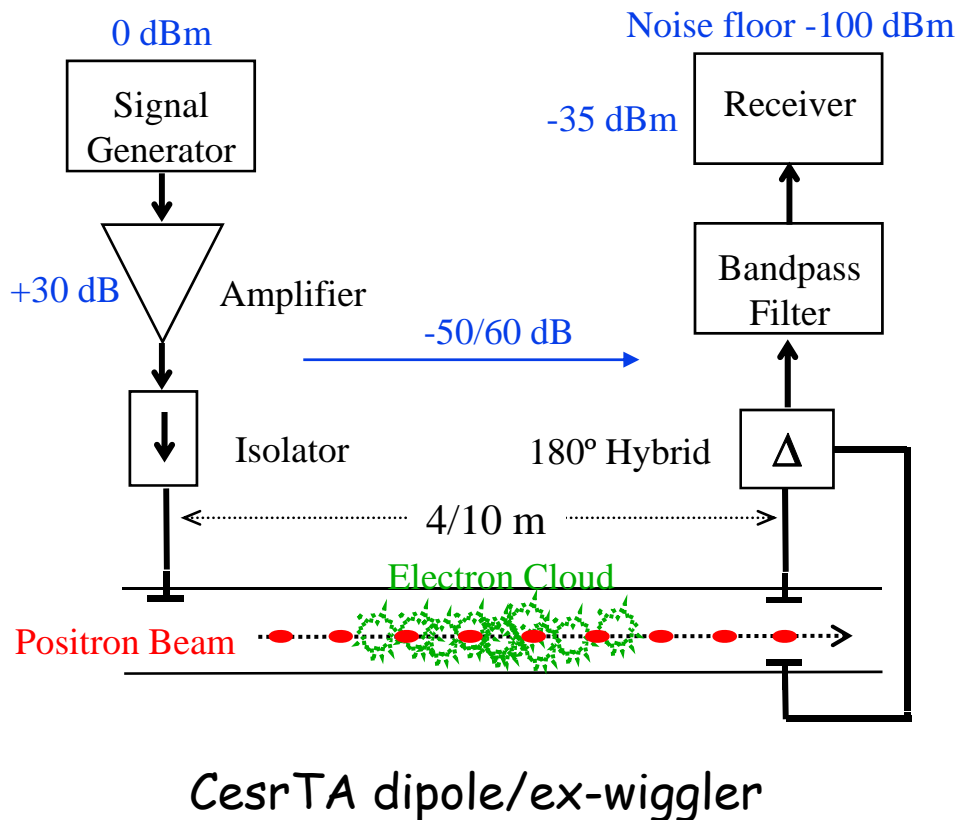 0 dBm
Noise floor -100 dBm
Signal
Generator
-35 dBm
Receiver
+30 dB
Amplifier
-50/60 dB
Bandpass
Filter
Isolator
180º Hybrid
Δ
4/10 m
Electron Cloud
Positron Beam
CesrTA dipole/ex-wiggler